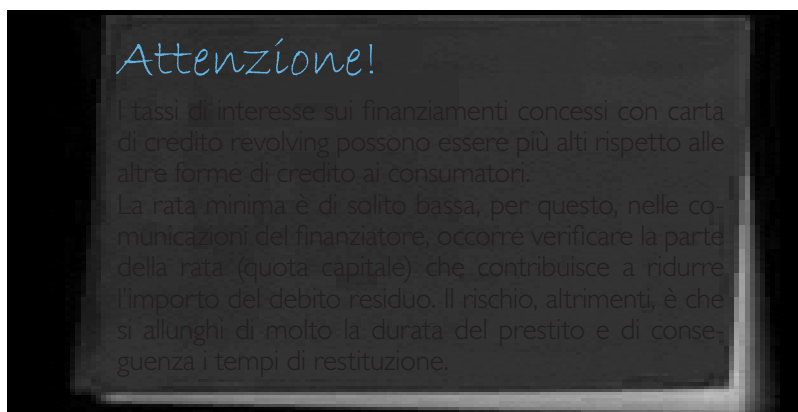 Attenzione!
I tassi di interesse sui finanziamenti concessi con carta
di credito revolving possono essere più alti rispetto alle
altre forme di credito ai consumatori.
La rata minima è di solito bassa, per questo, nelle co-
municazioni del finanziatore, occorre verificare la parte
della rata (quota capitale) che contribuisce a ridurre
l'importo del debito residuo. Il rischio, altrimenti, è che
si allunghi di molto la durata del prestito e di conse-
guenza i tempi di restituzione.